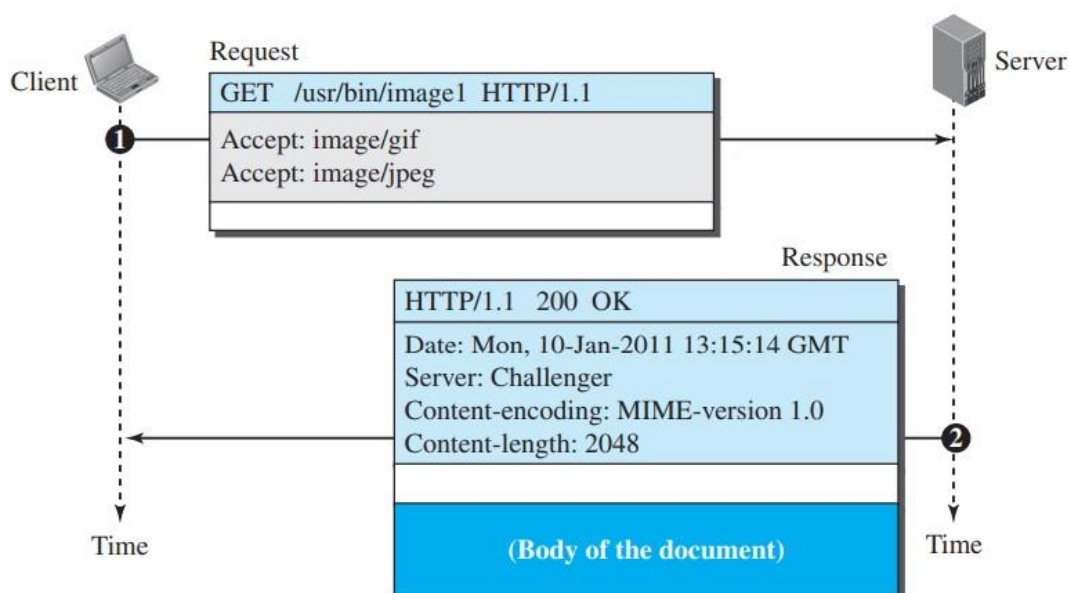 Request
Client
Server
GET /usr/bin/image1 HTTP/1.1
1
Accept: image/gif
Accept: image/jpeg
Response
HTTP/1.1 200 OK
Date: Mon, 10-Jan-2011 13:15:14 GMT
Server: Challenger
Content-encoding: MIME-version 1.0
Content-length: 2048
2
Time
(Body of the document)
Time